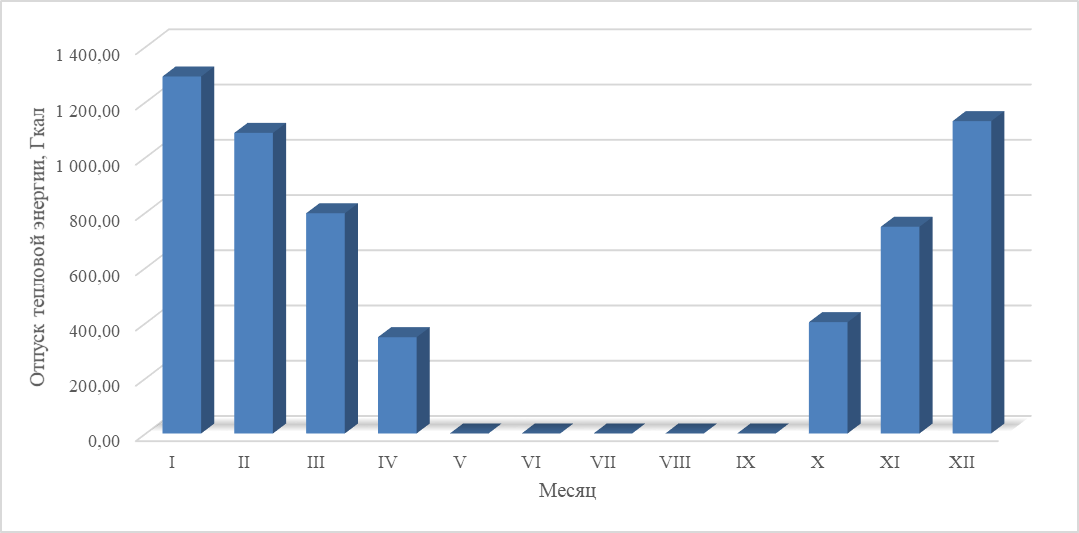 Отпуск тепловой энергии, Гкал
1 400,00
1 200,00
1 000,00
800,00
600,00
400,00
200,00
0,00
I II III IV V VI VII VIII IX X XI XII
Месяц